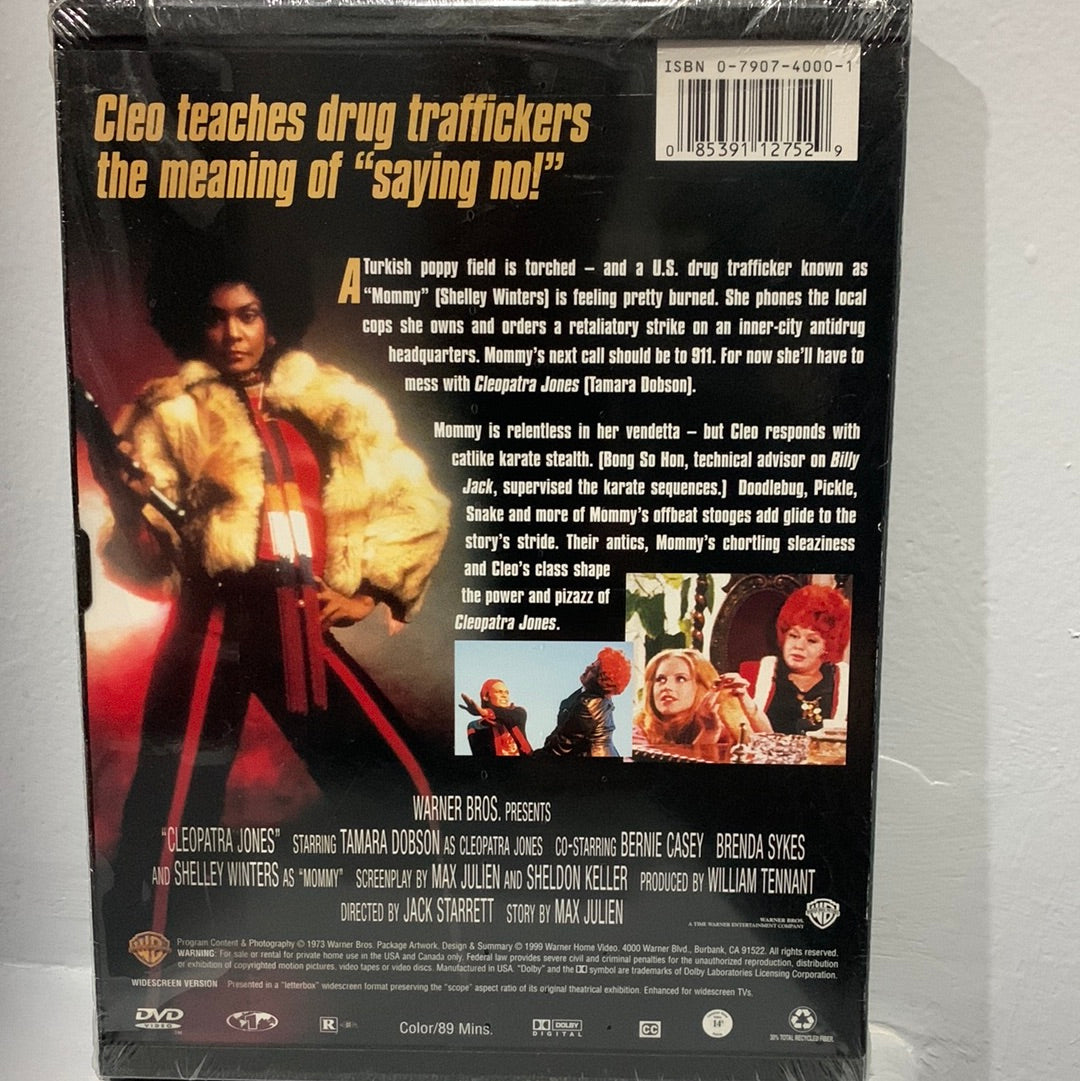 ISBN 0-7907-4000-1
0 85391 12752 9
Cleo teaches drug traffickers
the meaning of “saying no!”
A Turkish poppy field is torched – and a U.S. drug trafficker known as
“Mommy” (Shelley Winters) is feeling pretty burned. She phones the local
cops she owns and orders a retaliatory strike on an inner-city antidrug
headquarters. Mommy’s next call should be to 911. For now she’ll have to
mess with Cleopatra Jones (Tamara Dobson).
Mommy is relentless in her vendetta – but Cleo responds with
catlike karate stealth. (Bong So Hon, technical advisor on Billy
Jack, supervised the karate sequences.) Doodlebug, Pickle,
Snake and more of Mommy’s offbeat stooges add glide to the
story’s stride. Their antics, Mommy’s chortling sleaziness
and Cleo’s class shape
the power and pizazz of
Cleopatra Jones.
WARNER BROS. PRESENTS
“CLEOPATRA JONES” STARRING TAMARA DOBSON AS CLEOPATRA JONES CO-STARRING BERNIE CASEY BRENDA SYKES
AND SHELLEY WINTERS AS “MOMMY” SCREENPLAY BY MAX JULIEN AND SHELDON KELLER PRODUCED BY WILLIAM TENNANT
DIRECTED BY JACK STARRETT STORY BY MAX JULIEN
WARNER BROS.
A TIME WARNER ENTERTAINMENT COMPANY
Program Content & Photography © 1973 Warner Bros. Package Artwork, Design & Summary © 1999 Warner Home Video. 4000 Warner Blvd., Burbank, CA 91522. All rights reserved.
WARNING: For sale or rental for private home use in the USA and Canada only. Federal law provides severe civil and criminal penalties for the unauthorized reproduction, distribution
or exhibition of copyrighted motion pictures, video tapes or video discs. Manufactured in USA. "Dolby" and the DD symbol are trademarks of Dolby Laboratories Licensing Corporation.
WIDESCREEN VERSION Presented in a "letterbox" widescreen format preserving the "scope" aspect ratio of its original theatrical exhibition. Enhanced for widescreen TVs.
DVD VIDEO TM
1
R
Color/89 Mins.
DOLBY DIGITAL
CC
14
30% TOTAL RECYCLED FIBER